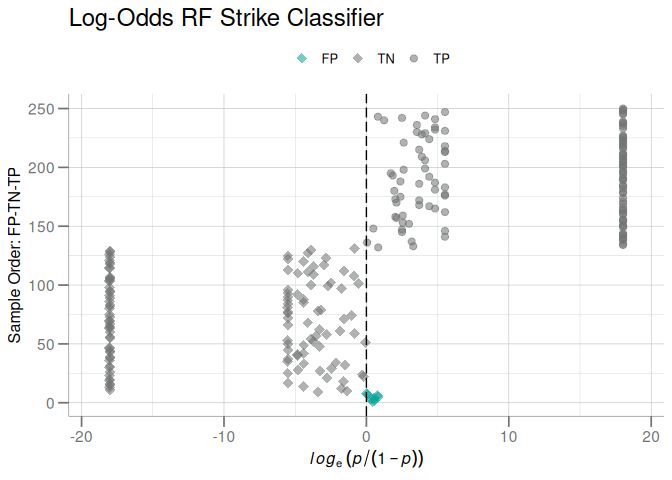 Log-Odds RF Strike Classifier
FP TN TP
Sample Order: FP-TN-TP
250
200
150
100
50
0
-20 -10 0 10 20
logₑ(p/(1−p))